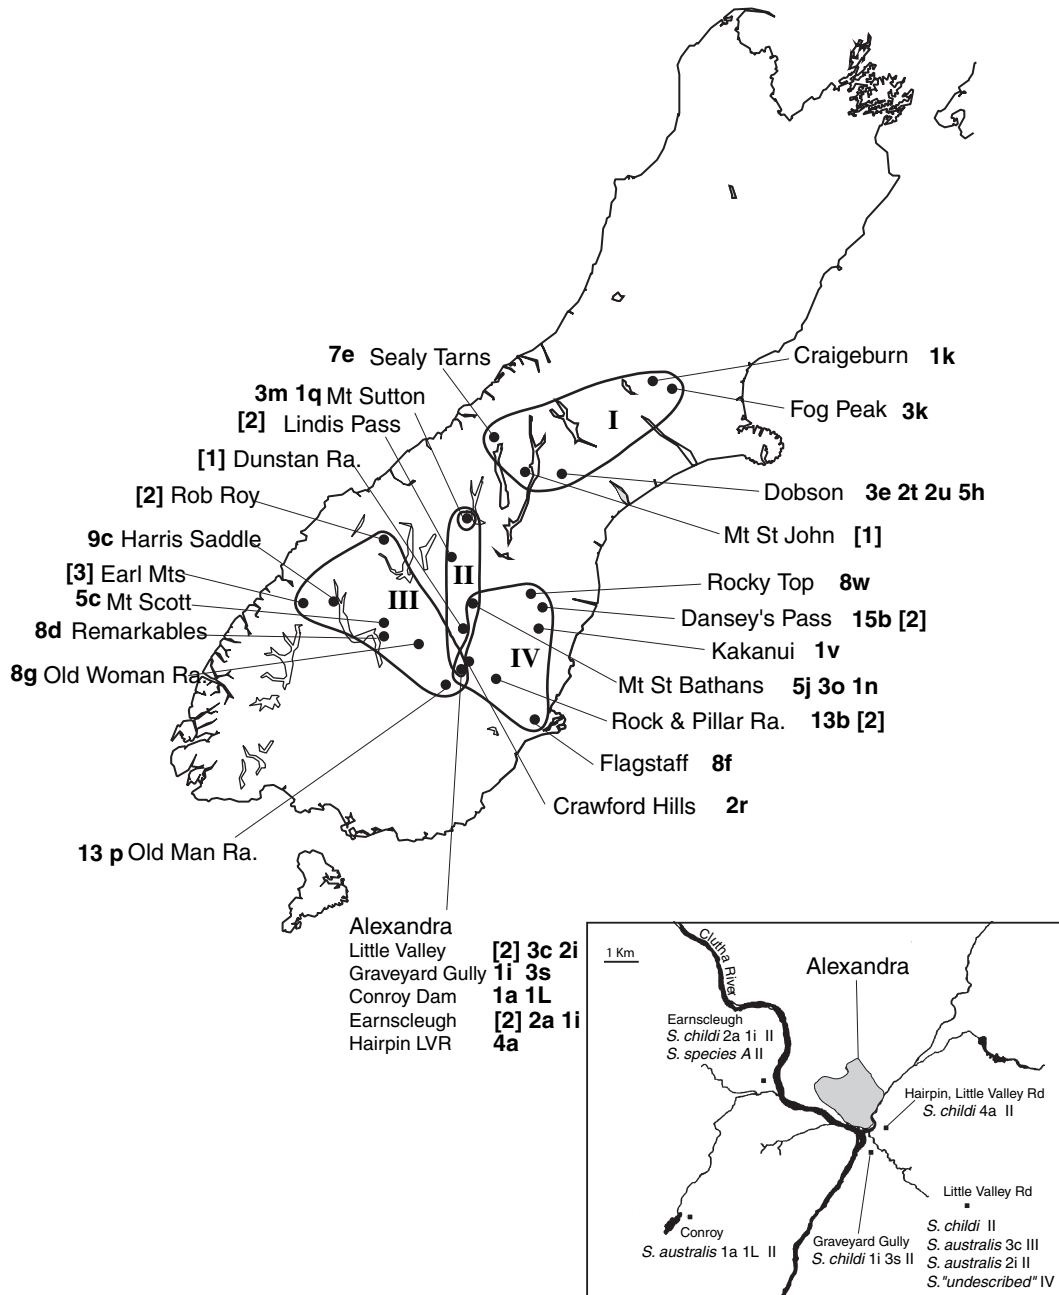 7e Sealy Tarns
3m 1q Mt Sutton
[2] Lindis Pass
[1] Dunstan Ra.
[2] Rob Roy
9c Harris Saddle
[3] Earl Mts
5c Mt Scott
8d Remarkables
8g Old Woman Ra.
13 p Old Man Ra.
Craigeburn 1k
Fog Peak 3k
Dobson 3e 2t 2u 5h
Mt St John [1]
Rocky Top 8w
Dansey's Pass 15b [2]
Kakanui 1v
Mt St Bathans 5j 3o 1n
Rock & Pillar Ra. 13b [2]
Flagstaff 8f
Crawford Hills 2r
I
II
III
IV
Alexandra
Little Valley [2] 3c 2i
Graveyard Gully 1i 3s
Conroy Dam 1a 1L
Earnscleugh [2] 2a 1i
Hairpin LVR 4a
1 Km
Clutha River
Alexandra
Earnscleugh
S. childi 2a 1i II
S. species A II
Hairpin, Little Valley Rd
S. childi 4a II
Little Valley Rd
S. childi II
S. australis 3c III
S. australis 2i II
S."undescribed" IV
Graveyard Gully
S. childi 1i 3s II
Conroy
S. australis 1a 1L II